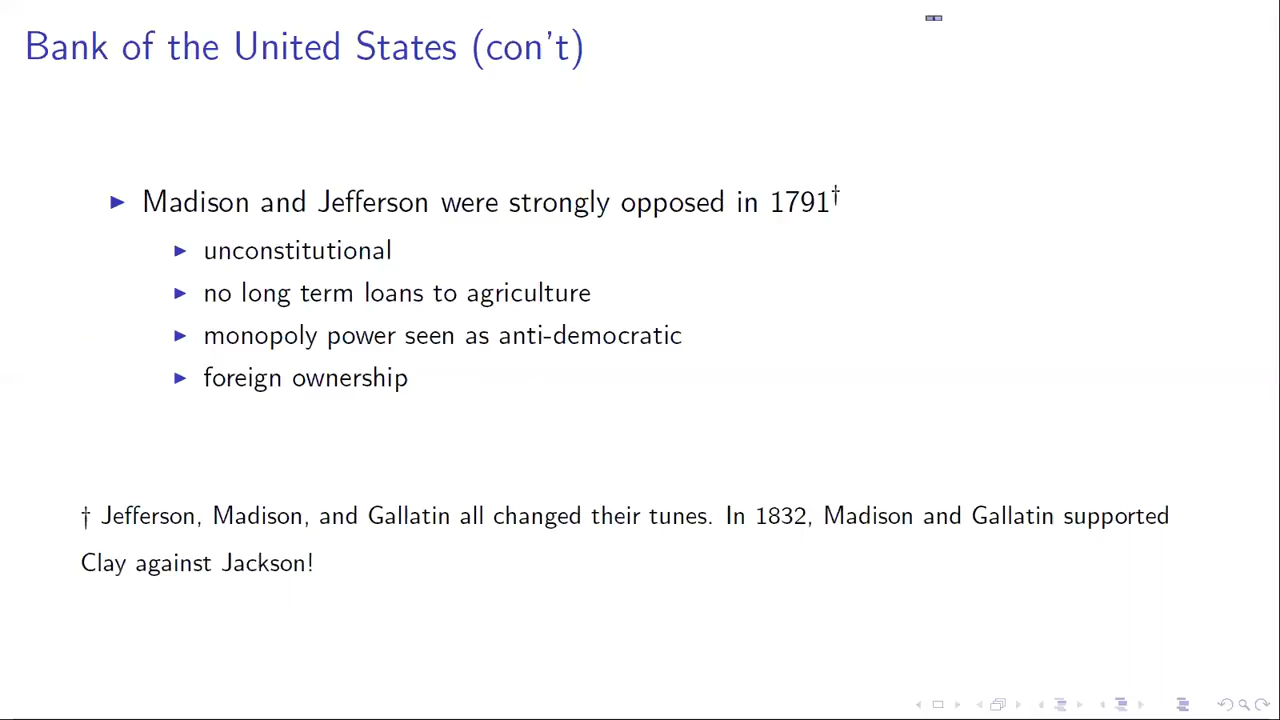 Bank of the United States (con't)
▶ Madison and Jefferson were strongly opposed in 1791†
▶ unconstitutional
▶ no long term loans to agriculture
▶ monopoly power seen as anti-democratic
▶ foreign ownership
† Jefferson, Madison, and Gallatin all changed their tunes. In 1832, Madison and Gallatin supported
Clay against Jackson!